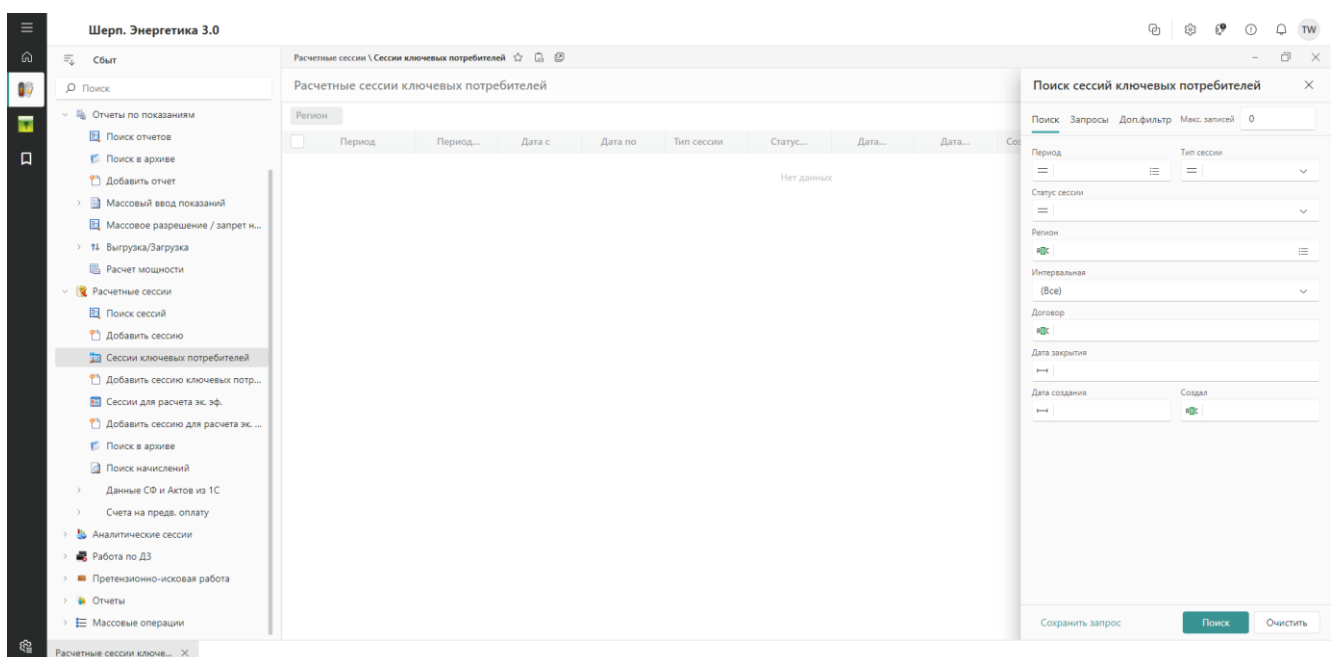 Шерп. Энергетика 3.0
TW
Сбыт
Поиск
Отчеты по показаниям
Поиск отчетов
Поиск в архиве
Добавить отчет
Массовый ввод показаний
Массовое разрешение / запрет н...
Выгрузка/Загрузка
Расчет мощности
Расчетные сессии
Поиск сессий
Добавить сессию
Сессии ключевых потребителей
Добавить сессию ключевых потр...
Сессии для расчета эк. эф.
Добавить сессию для расчета эк. ...
Поиск в архиве
Поиск начислений
Данные СФ и Актов из 1С
Счета на предв. оплату
Аналитические сессии
Работа по ДЗ
Претензионно-исковая работа
Отчеты
Массовые операции
Расчетные сессии \ Сессии ключевых потребителей
Расчетные сессии ключевых потребителей
Регион
Период Период... Дата с Дата по Тип сессии Статус... Дата... Дата... Соз
Нет данных
Поиск сессий ключевых потребителей
Поиск Запросы Доп.фильтр Макс. записей 0
Период Тип сессии
Статус сессии
Регион
Интервальная
(Все)
Договор
Дата закрытия
Дата создания Создал
Сохранить запрос Поиск Очистить
Расчетные сессии ключе...